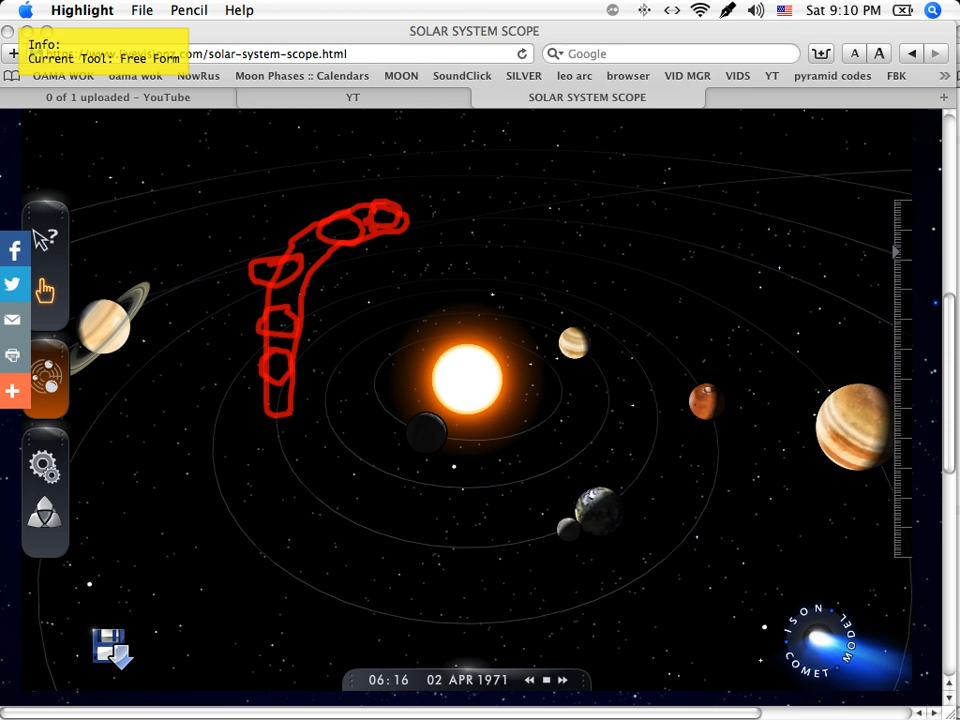 Highlight File Pencil Help Sat 9:10 PM
SOLAR SYSTEM SCOPE
Info:
Current Tool: Free Form
/solar-system-scope.html Google A A
OAMA WOK oama wok NowRus Moon Phases :: Calendars MOON SoundClick SILVER leo arc browser VID MGR VIDS YT pyramid codes FBK
0 of 1 uploaded - YouTube YT SOLAR SYSTEM SCOPE
?
f
ISON MODEL COMET
06:16 02 APR 1971